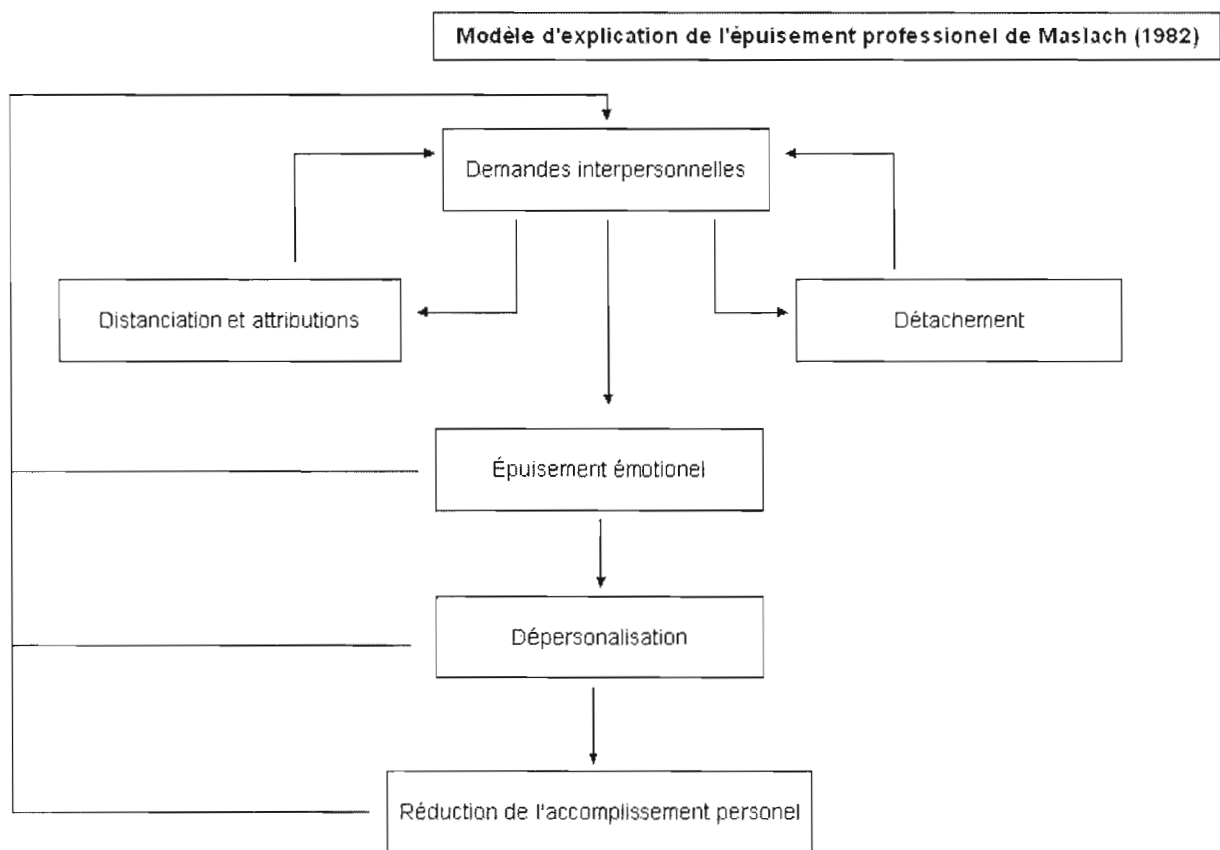 Modèle d'explication de l'épuisement professionel de Maslach (1982)
Demandes interpersonnelles
Distanciation et attributions
Détachement
Épuisement émotionel
Dépersonalisation
Réduction de l'accomplissement personel